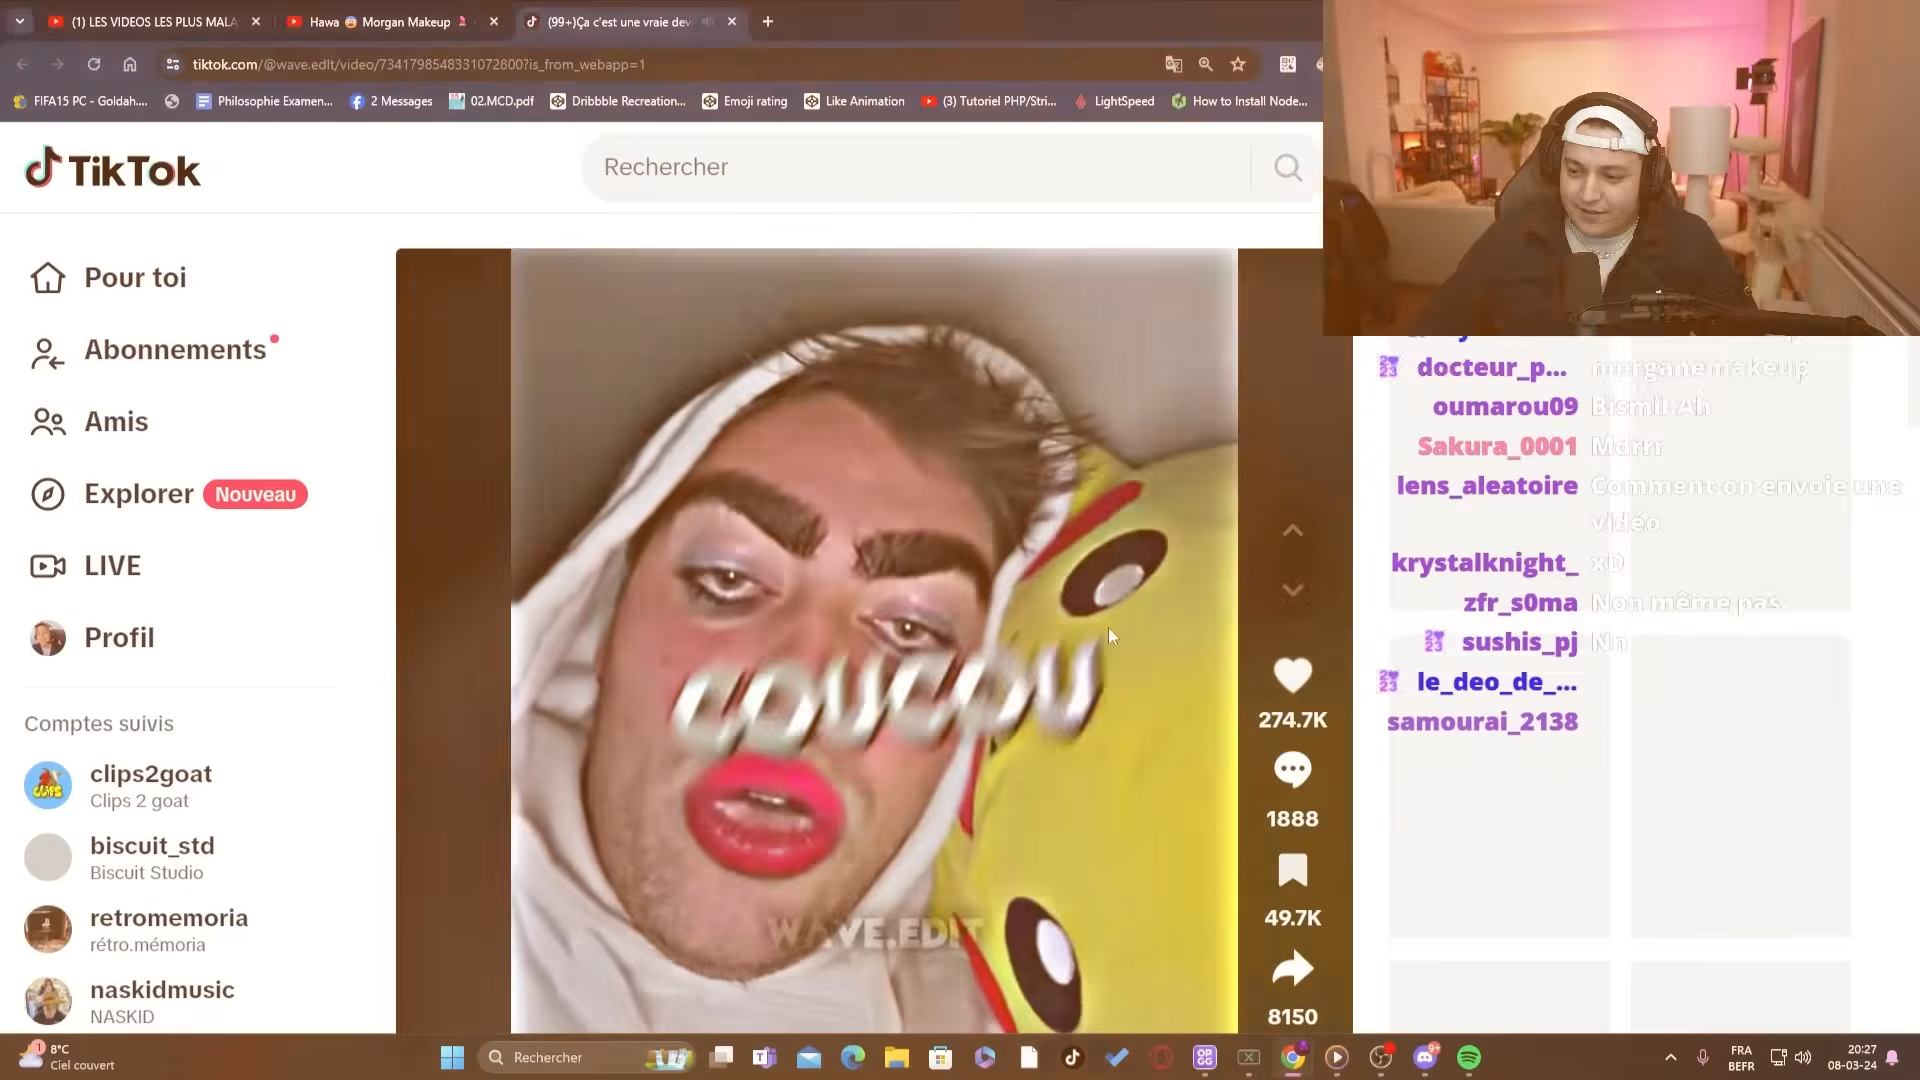 (1) LES VIDEOS LES PLUS MALA
Hawa 😨 Morgan Makeup 💄
(99+)Ça c'est une vraie dev
tiktok.com/@wave.edIt/video/7341798548331072800?is_from_webapp=1
FIFA15 PC - Goldah....
Philosophie Examen...
2 Messages
02.MCD.pdf
Dribbble Recreation...
Emoji rating
Like Animation
(3) Tutoriel PHP/Stri...
LightSpeed
How to Install Node...
TikTok
Rechercher
Pour toi
Abonnements
Amis
Explorer Nouveau
LIVE
Profil
Comptes suivis
clips2goat
Clips 2 goat
biscuit_std
Biscuit Studio
retromemoria
rétro.mémoria
naskidmusic
NASKID
COUCOU
WAVE.EDIT
274.7K
1888
49.7K
8150
docteur_p...
oumarou09
Sakura_0001 Mdrrr
lens_aleatoire Comment on envoie une
vidéo
krystalknight_ xD
zfr_s0ma Non même pas
sushis_pj Nn
le_deo_de_...
samourai_2138
8°C
Ciel couvert
Rechercher
FRA
BEFR
20:27
08-03-24